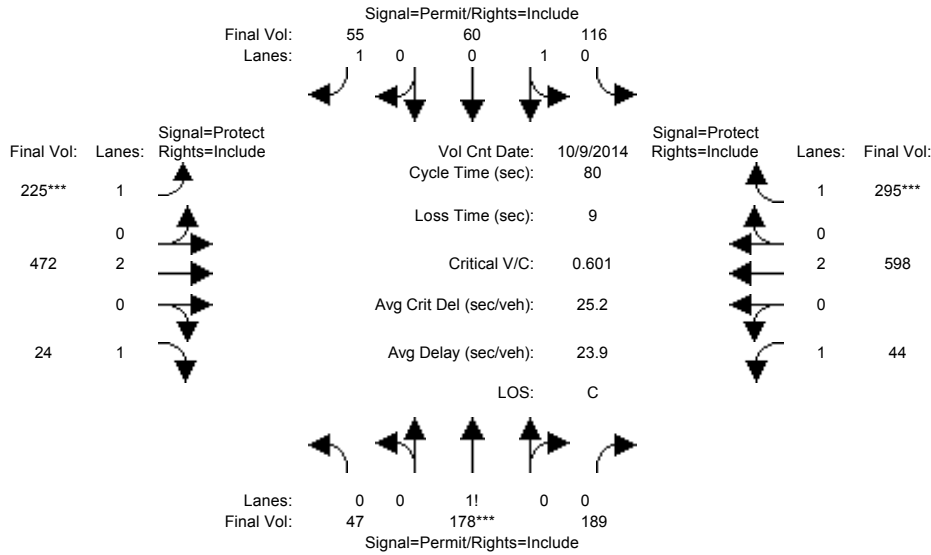 Signal=Permit/Rights=Include
Final Vol: 55 60 116
Lanes: 1 0 0 1 0
Signal=Protect Signal=Protect
Final Vol: Lanes: Rights=Include Vol Cnt Date: 10/9/2014 Rights=Include Lanes: Final Vol:
Cycle Time (sec): 80
225*** 1 1 295***
Loss Time (sec): 9
0 0
472 2 Critical V/C: 0.601 2 598
0 Avg Crit Del (sec/veh): 25.2 0
24 1 Avg Delay (sec/veh): 23.9 1 44
LOS: C
Lanes: 0 0 1! 0 0
Final Vol: 47 178*** 189
Signal=Permit/Rights=Include